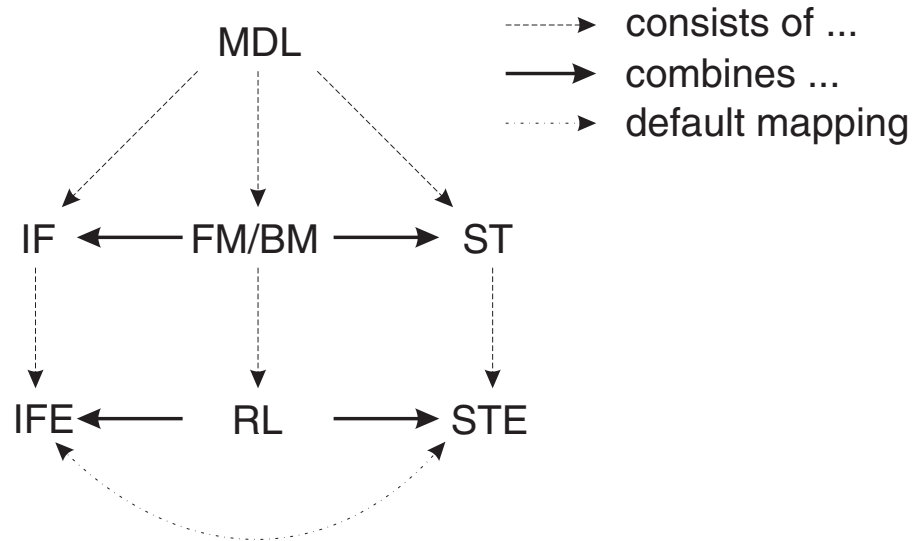 MDL
consists of ...
combines ...
default mapping
IF FM/BM ST
IFE RL STE